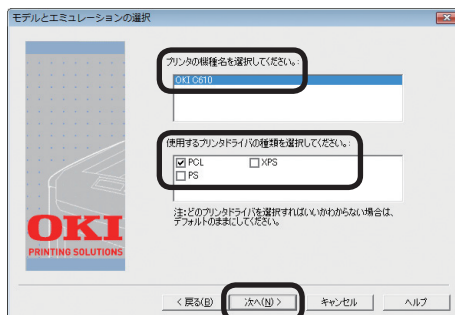 モデルとエミュレーションの選択
プリンタの機種名を選択してください。:
OKI C610
使用するプリンタドライバの種類を選択してください。:
PCL
XPS
PS
注:どのプリンタドライバを選択すればいいかわからない場合は、
デフォルトのままにしてください。
OKI
PRINTING SOLUTIONS
< 戻る(B)
次へ(N) >
キャンセル
ヘルプ